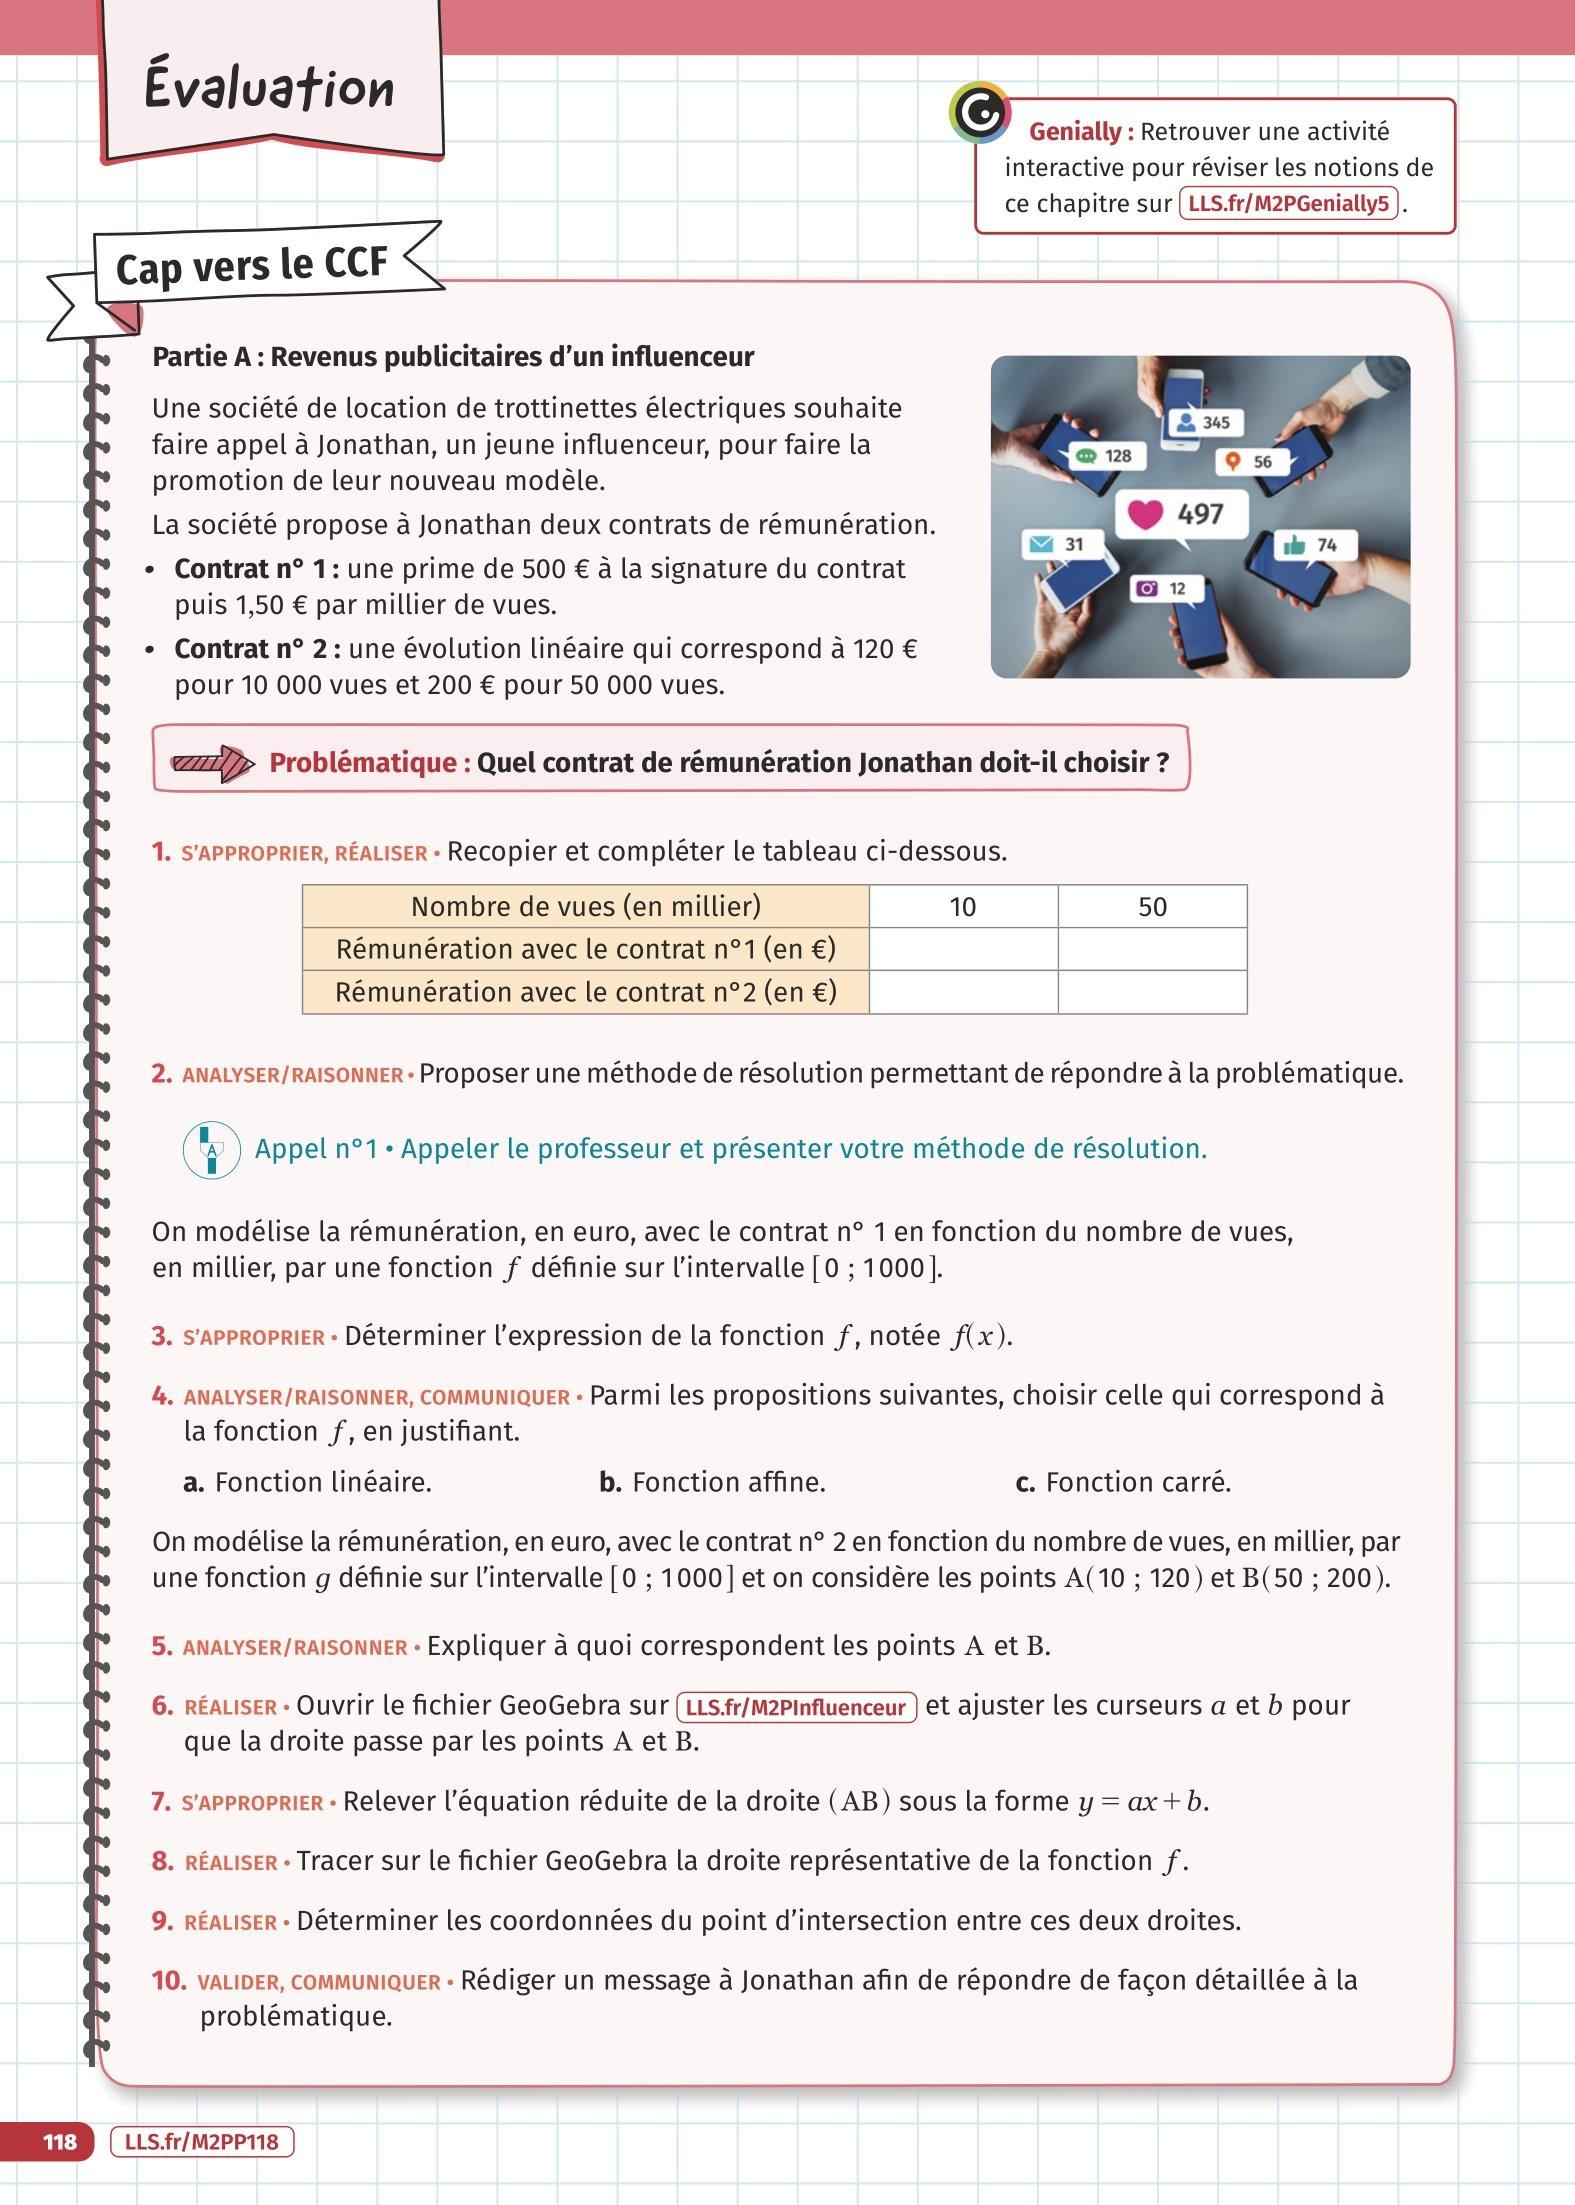 Évaluation
Genially : Retrouver une activité
interactive pour réviser les notions de
ce chapitre sur LLS.fr/M2PGenially5 .
Cap vers le CCF
Partie A : Revenus publicitaires d’un influenceur
Une société de location de trottinettes électriques souhaite
faire appel à Jonathan, un jeune influenceur, pour faire la
promotion de leur nouveau modèle.
La société propose à Jonathan deux contrats de rémunération.
• Contrat n° 1 : une prime de 500 € à la signature du contrat
puis 1,50 € par millier de vues.
• Contrat n° 2 : une évolution linéaire qui correspond à 120 €
pour 10 000 vues et 200 € pour 50 000 vues.
345
128
56
497
31
74
12
Problématique : Quel contrat de rémunération Jonathan doit-il choisir ?
1. S’APPROPRIER, RÉALISER • Recopier et compléter le tableau ci-dessous.
Nombre de vues (en millier) 10 50
Rémunération avec le contrat n°1 (en €)
Rémunération avec le contrat n°2 (en €)
2. ANALYSER/RAISONNER • Proposer une méthode de résolution permettant de répondre à la problématique.
A
Appel n°1 • Appeler le professeur et présenter votre méthode de résolution.
On modélise la rémunération, en euro, avec le contrat n° 1 en fonction du nombre de vues,
en millier, par une fonction f définie sur l’intervalle [0 ; 1000].
3. S’APPROPRIER • Déterminer l’expression de la fonction f, notée f(x).
4. ANALYSER/RAISONNER, COMMUNIQUER • Parmi les propositions suivantes, choisir celle qui correspond à
la fonction f, en justifiant.
a. Fonction linéaire. b. Fonction affine. c. Fonction carré.
On modélise la rémunération, en euro, avec le contrat n° 2 en fonction du nombre de vues, en millier, par
une fonction g définie sur l’intervalle [0 ; 1000] et on considère les points A(10 ; 120) et B(50 ; 200).
5. ANALYSER/RAISONNER • Expliquer à quoi correspondent les points A et B.
6. RÉALISER • Ouvrir le fichier GeoGebra sur LLS.fr/M2PInfluenceur et ajuster les curseurs a et b pour
que la droite passe par les points A et B.
7. S’APPROPRIER • Relever l’équation réduite de la droite (AB) sous la forme y = ax + b.
8. RÉALISER • Tracer sur le fichier GeoGebra la droite représentative de la fonction f.
9. RÉALISER • Déterminer les coordonnées du point d’intersection entre ces deux droites.
10. VALIDER, COMMUNIQUER • Rédiger un message à Jonathan afin de répondre de façon détaillée à la
problématique.
118 LLS.fr/M2PP118